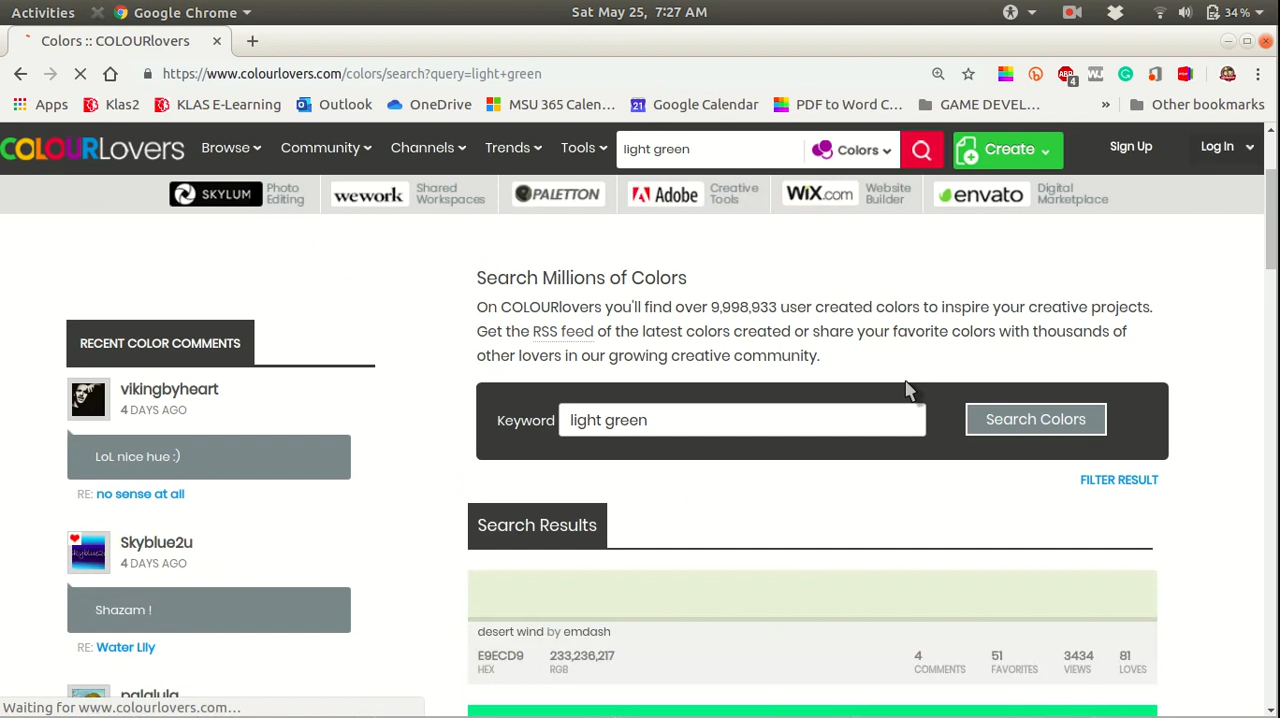 Activities Google Chrome Sat May 25, 7:27 AM 34 %
Colors :: COLOURlovers
https://www.colourlovers.com/colors/search?query=light+green 4
Apps Klas2 KLAS E-Learning Outlook OneDrive MSU 365 Calen... 21 Google Calendar PDF to Word C... GAME DEVEL... » Other bookmarks
COLOURLovers Browse Community Channels Trends Tools light green Colors Create Sign Up Log In
SKYLUM Photo Editing wework Shared Workspaces PALETTON Adobe Creative Tools WiX.com Website Builder envato Digital Marketplace
Search Millions of Colors
On COLOURlovers you'll find over 9,998,933 user created colors to inspire your creative projects.
Get the RSS feed of the latest colors created or share your favorite colors with thousands of
other lovers in our growing creative community.
Keyword light green Search Colors
FILTER RESULT
Search Results
desert wind by emdash
E9ECD9 233,236,217 4 51 3434 81
HEX RGB COMMENTS FAVORITES VIEWS LOVES
RECENT COLOR COMMENTS
vikingbyheart
4 DAYS AGO
LoL nice hue :)
RE: no sense at all
Skyblue2u
4 DAYS AGO
Shazam !
RE: Water LIly
Waiting for www.colourlovers.com...